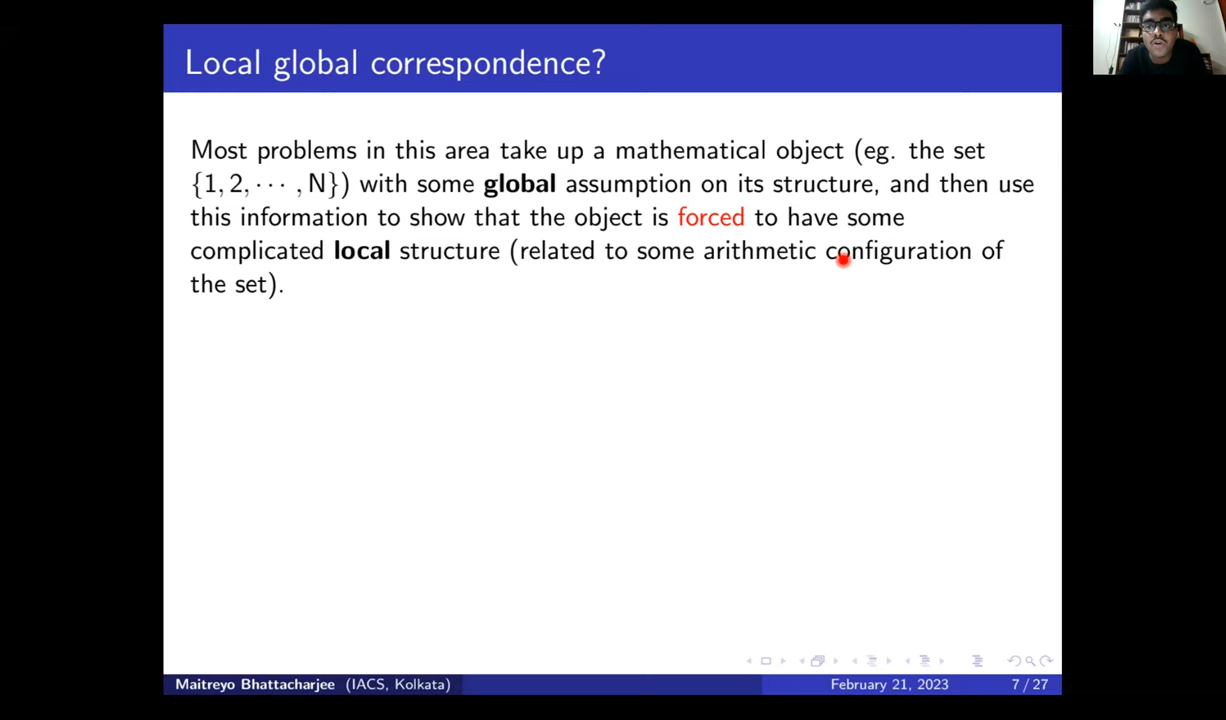 Local global correspondence?
Most problems in this area take up a mathematical object (eg. the set
{1, 2, ⋯ , N}) with some global assumption on its structure, and then use
this information to show that the object is forced to have some
complicated local structure (related to some arithmetic configuration of
the set).
Maitreyo Bhattacharjee (IACS, Kolkata)
February 21, 2023
7 / 27